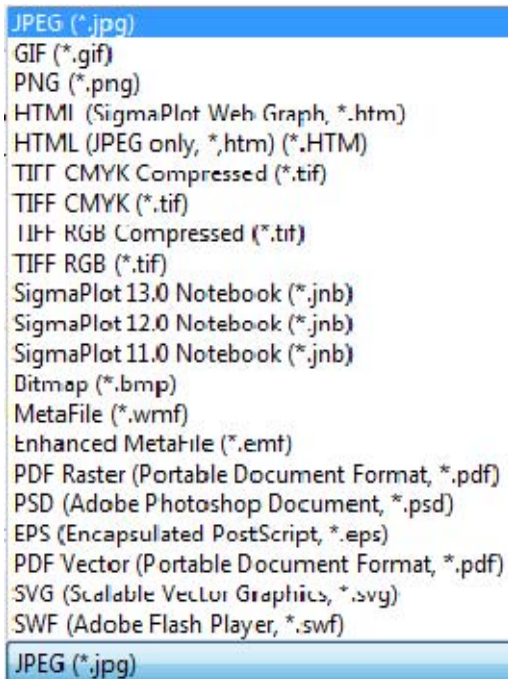 JPEG (*.jpg)
GIF (*.gif)
PNG (*.png)
HTML (SigmaPlot Web Graph, *.htm)
HTML (JPEG only, *,htm) (*.HTM)
TIFF CMYK Compressed (*.tif)
TIFF CMYK (*.tif)
TIFF RGB Compressed (*.tif)
TIFF RGB (*.tif)
SigmaPlot 13.0 Notebook (*.jnb)
SigmaPlot 12.0 Notebook (*.jnb)
SigmaPlot 11.0 Notebook (*.jnb)
Bitmap (*.bmp)
MetaFile (*.wmf)
Enhanced MetaFile (*.emf)
PDF Raster (Portable Document Format, *.pdf)
PSD (Adobe Photoshop Document, *.psd)
EPS (Encapsulated PostScript, *.eps)
PDF Vector (Portable Document Format, *.pdf)
SVG (Scalable Vector Graphics, *.svg)
SWF (Adobe Flash Player, *.swf)
JPEG (*.jpg)